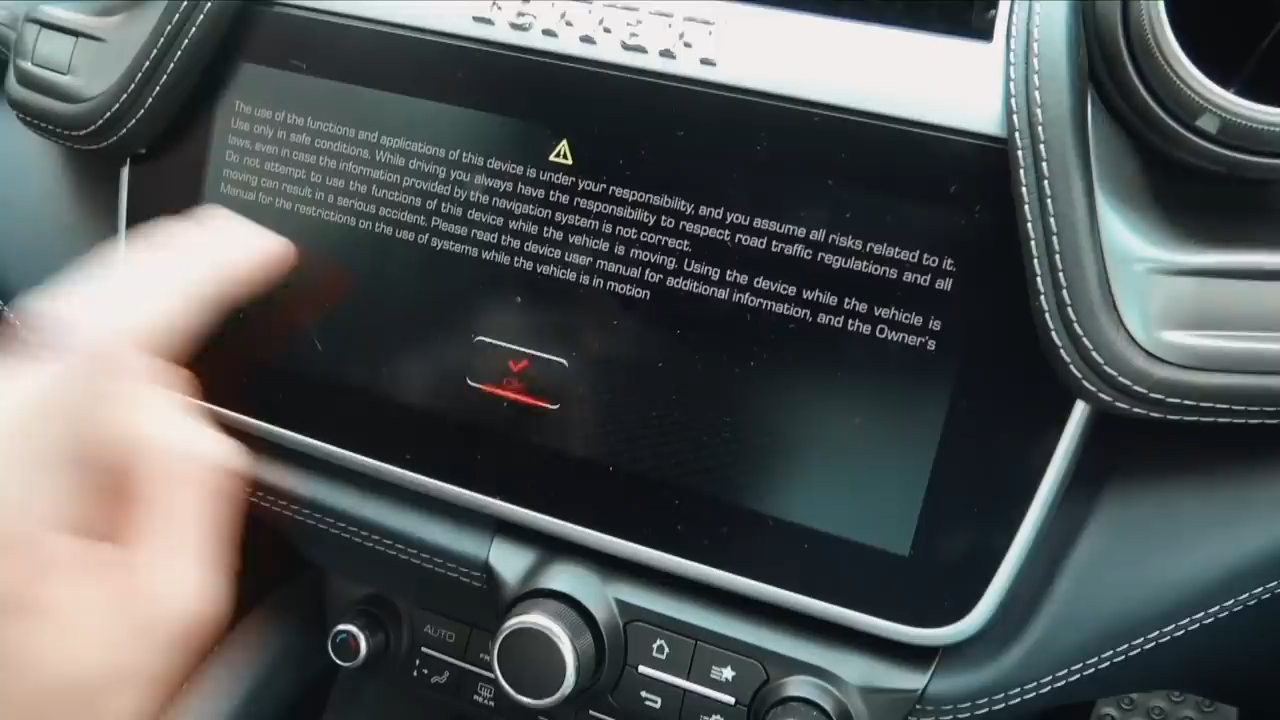 The use of the functions and applications of this device is under your responsibility, and you assume all risks related to it.
Use only in safe conditions. While driving you always have the responsibility to respect road traffic regulations and all
laws, even in case the information provided by the navigation system is not correct.
Do not attempt to use the functions of this device while the vehicle is moving. Using the device while the vehicle is
moving can result in a serious accident. Please read the device user manual for additional information, and the Owner's
Manual for the restrictions on the use of systems while the vehicle is in motion
OK
AUTO
REAR